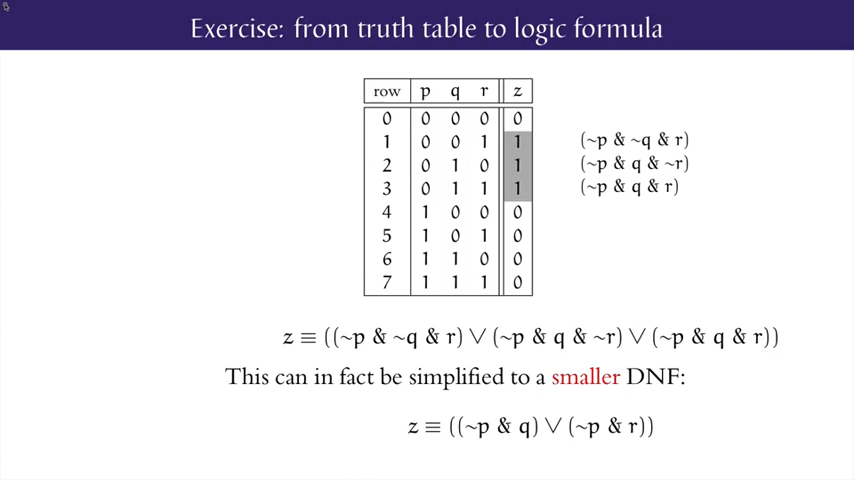 Exercise: from truth table to logic formula
row p q r z
0 0 0 0 0
1 0 0 1 1 (~p & ~q & r)
2 0 1 0 1 (~p & q & ~r)
3 0 1 1 1 (~p & q & r)
4 1 0 0 0
5 1 0 1 0
6 1 1 0 0
7 1 1 1 0
z ≡ ((~p & ~q & r) ∨ (~p & q & ~r) ∨ (~p & q & r))
This can in fact be simplified to a smaller DNF:
z ≡ ((~p & q) ∨ (~p & r))